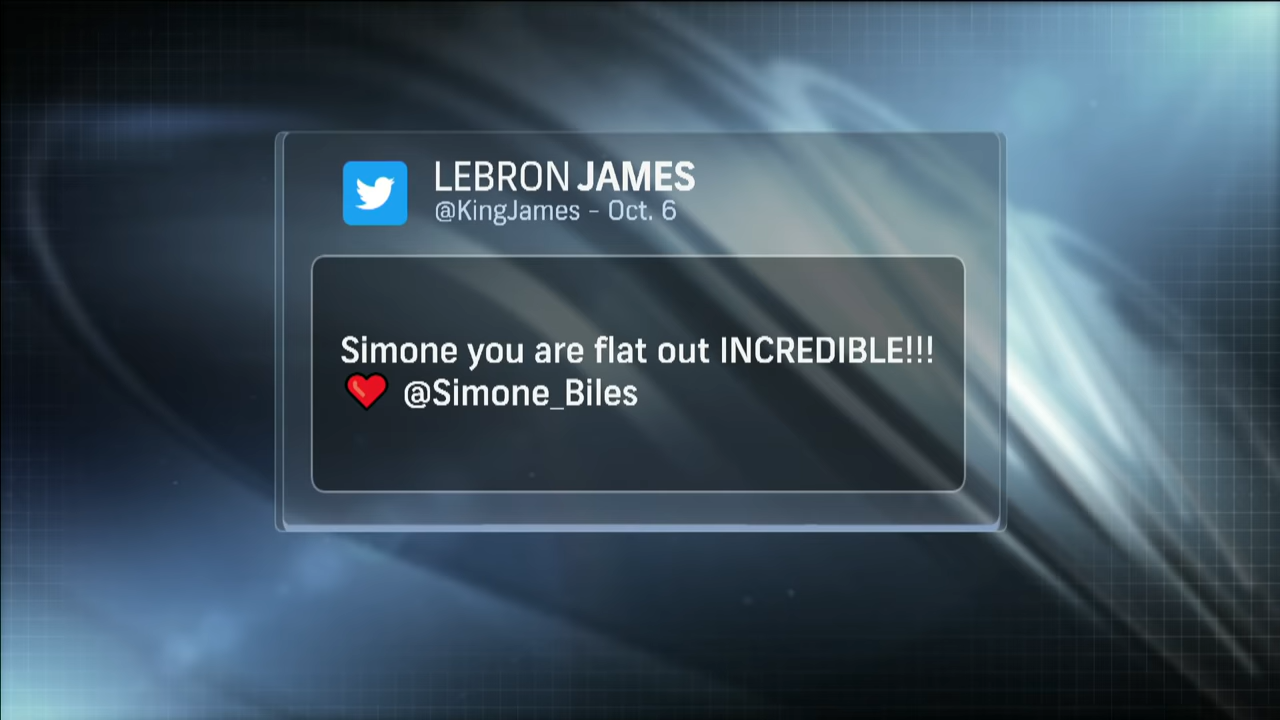 LEBRON JAMES
@KingJames - Oct. 6
Simone you are flat out INCREDIBLE!!!
❤️ @Simone_Biles